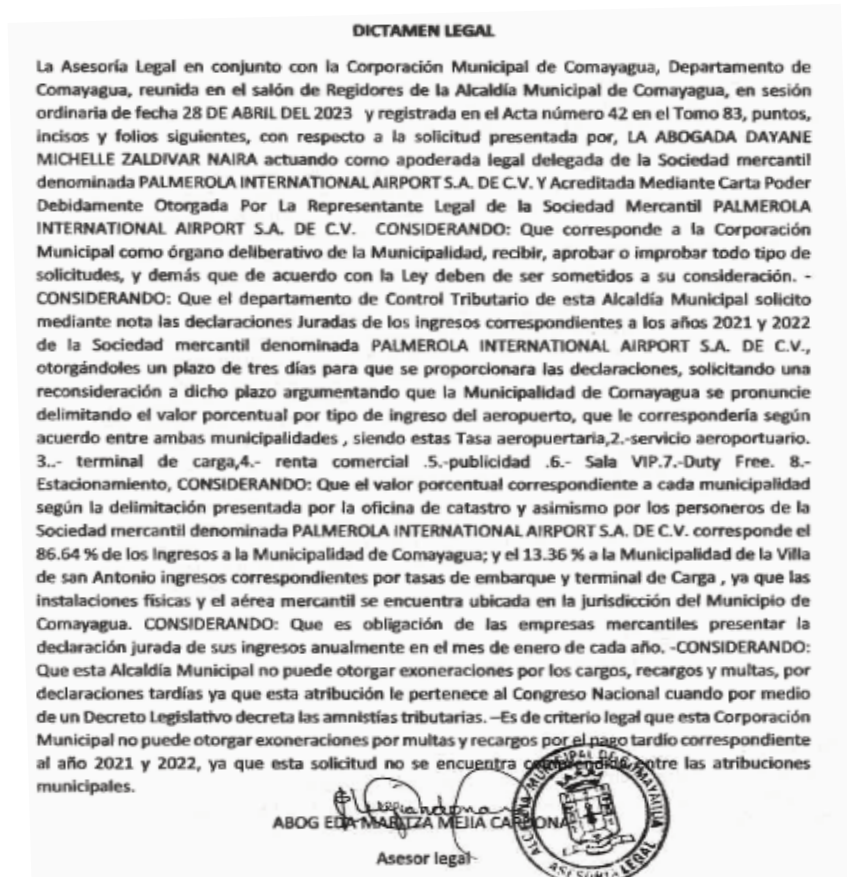 DICTAMEN LEGAL
La Asesoría Legal en conjunto con la Corporación Municipal de Comayagua, Departamento de
Comayagua, reunida en el salón de Regidores de la Alcaldía Municipal de Comayagua, en sesión
ordinaria de fecha 28 DE ABRIL DEL 2023 y registrada en el Acta número 42 en el Tomo 83, puntos,
incisos y folios siguientes, con respecto a la solicitud presentada por, LA ABOGADA DAYANE
MICHELLE ZALDIVAR NAIRA actuando como apoderada legal delegada de la Sociedad mercantil
denominada PALMEROLA INTERNATIONAL AIRPORT S.A. DE C.V. Y Acreditada Mediante Carta Poder
Debidamente Otorgada Por La Representante Legal de la Sociedad Mercantil PALMEROLA
INTERNATIONAL AIRPORT S.A. DE C.V. CONSIDERANDO: Que corresponde a la Corporación
Municipal como órgano deliberativo de la Municipalidad, recibir, aprobar o improbar todo tipo de
solicitudes, y demás que de acuerdo con la Ley deben de ser sometidos a su consideración. -
CONSIDERANDO: Que el departamento de Control Tributario de esta Alcaldía Municipal solicito
mediante nota las declaraciones Juradas de los ingresos correspondientes a los años 2021 y 2022
de la Sociedad mercantil denominada PALMEROLA INTERNATIONAL AIRPORT S.A. DE C.V.,
otorgándoles un plazo de tres días para que se proporcionara las declaraciones, solicitando una
reconsideración a dicho plazo argumentando que la Municipalidad de Comayagua se pronuncie
delimitando el valor porcentual por tipo de ingreso del aeropuerto, que le correspondería según
acuerdo entre ambas municipalidades , siendo estas Tasa aeropuertaria,2.-servicio aeroportuario.
3..- terminal de carga,4.- renta comercial .5.-publicidad .6.- Sala VIP.7.-Duty Free. 8.-
Estacionamiento, CONSIDERANDO: Que el valor porcentual correspondiente a cada municipalidad
según la delimitación presentada por la oficina de catastro y asimismo por los personeros de la
Sociedad mercantil denominada PALMEROLA INTERNATIONAL AIRPORT S.A. DE C.V. corresponde el
86.64 % de los Ingresos a la Municipalidad de Comayagua; y el 13.36 % a la Municipalidad de la Villa
de san Antonio ingresos correspondientes por tasas de embarque y terminal de Carga , ya que las
instalaciones físicas y el aérea mercantil se encuentra ubicada en la jurisdicción del Municipio de
Comayagua. CONSIDERANDO: Que es obligación de las empresas mercantiles presentar la
declaración jurada de sus ingresos anualmente en el mes de enero de cada año. -CONSIDERANDO:
Que esta Alcaldía Municipal no puede otorgar exoneraciones por los cargos, recargos y multas, por
declaraciones tardías ya que esta atribución le pertenece al Congreso Nacional cuando por medio
de un Decreto Legislativo decreta las amnistías tributarias. –Es de criterio legal que esta Corporación
Municipal no puede otorgar exoneraciones por multas y recargos por el pago tardío correspondiente
al año 2021 y 2022, ya que esta solicitud no se encuentra entre las atribuciones
municipales.
ABOG EDA MARITZA MEJIA CARDONA
Asesor legal
ALCALDIA MUNICIPAL DE COMAYAGUA
ASESORIA LEGAL